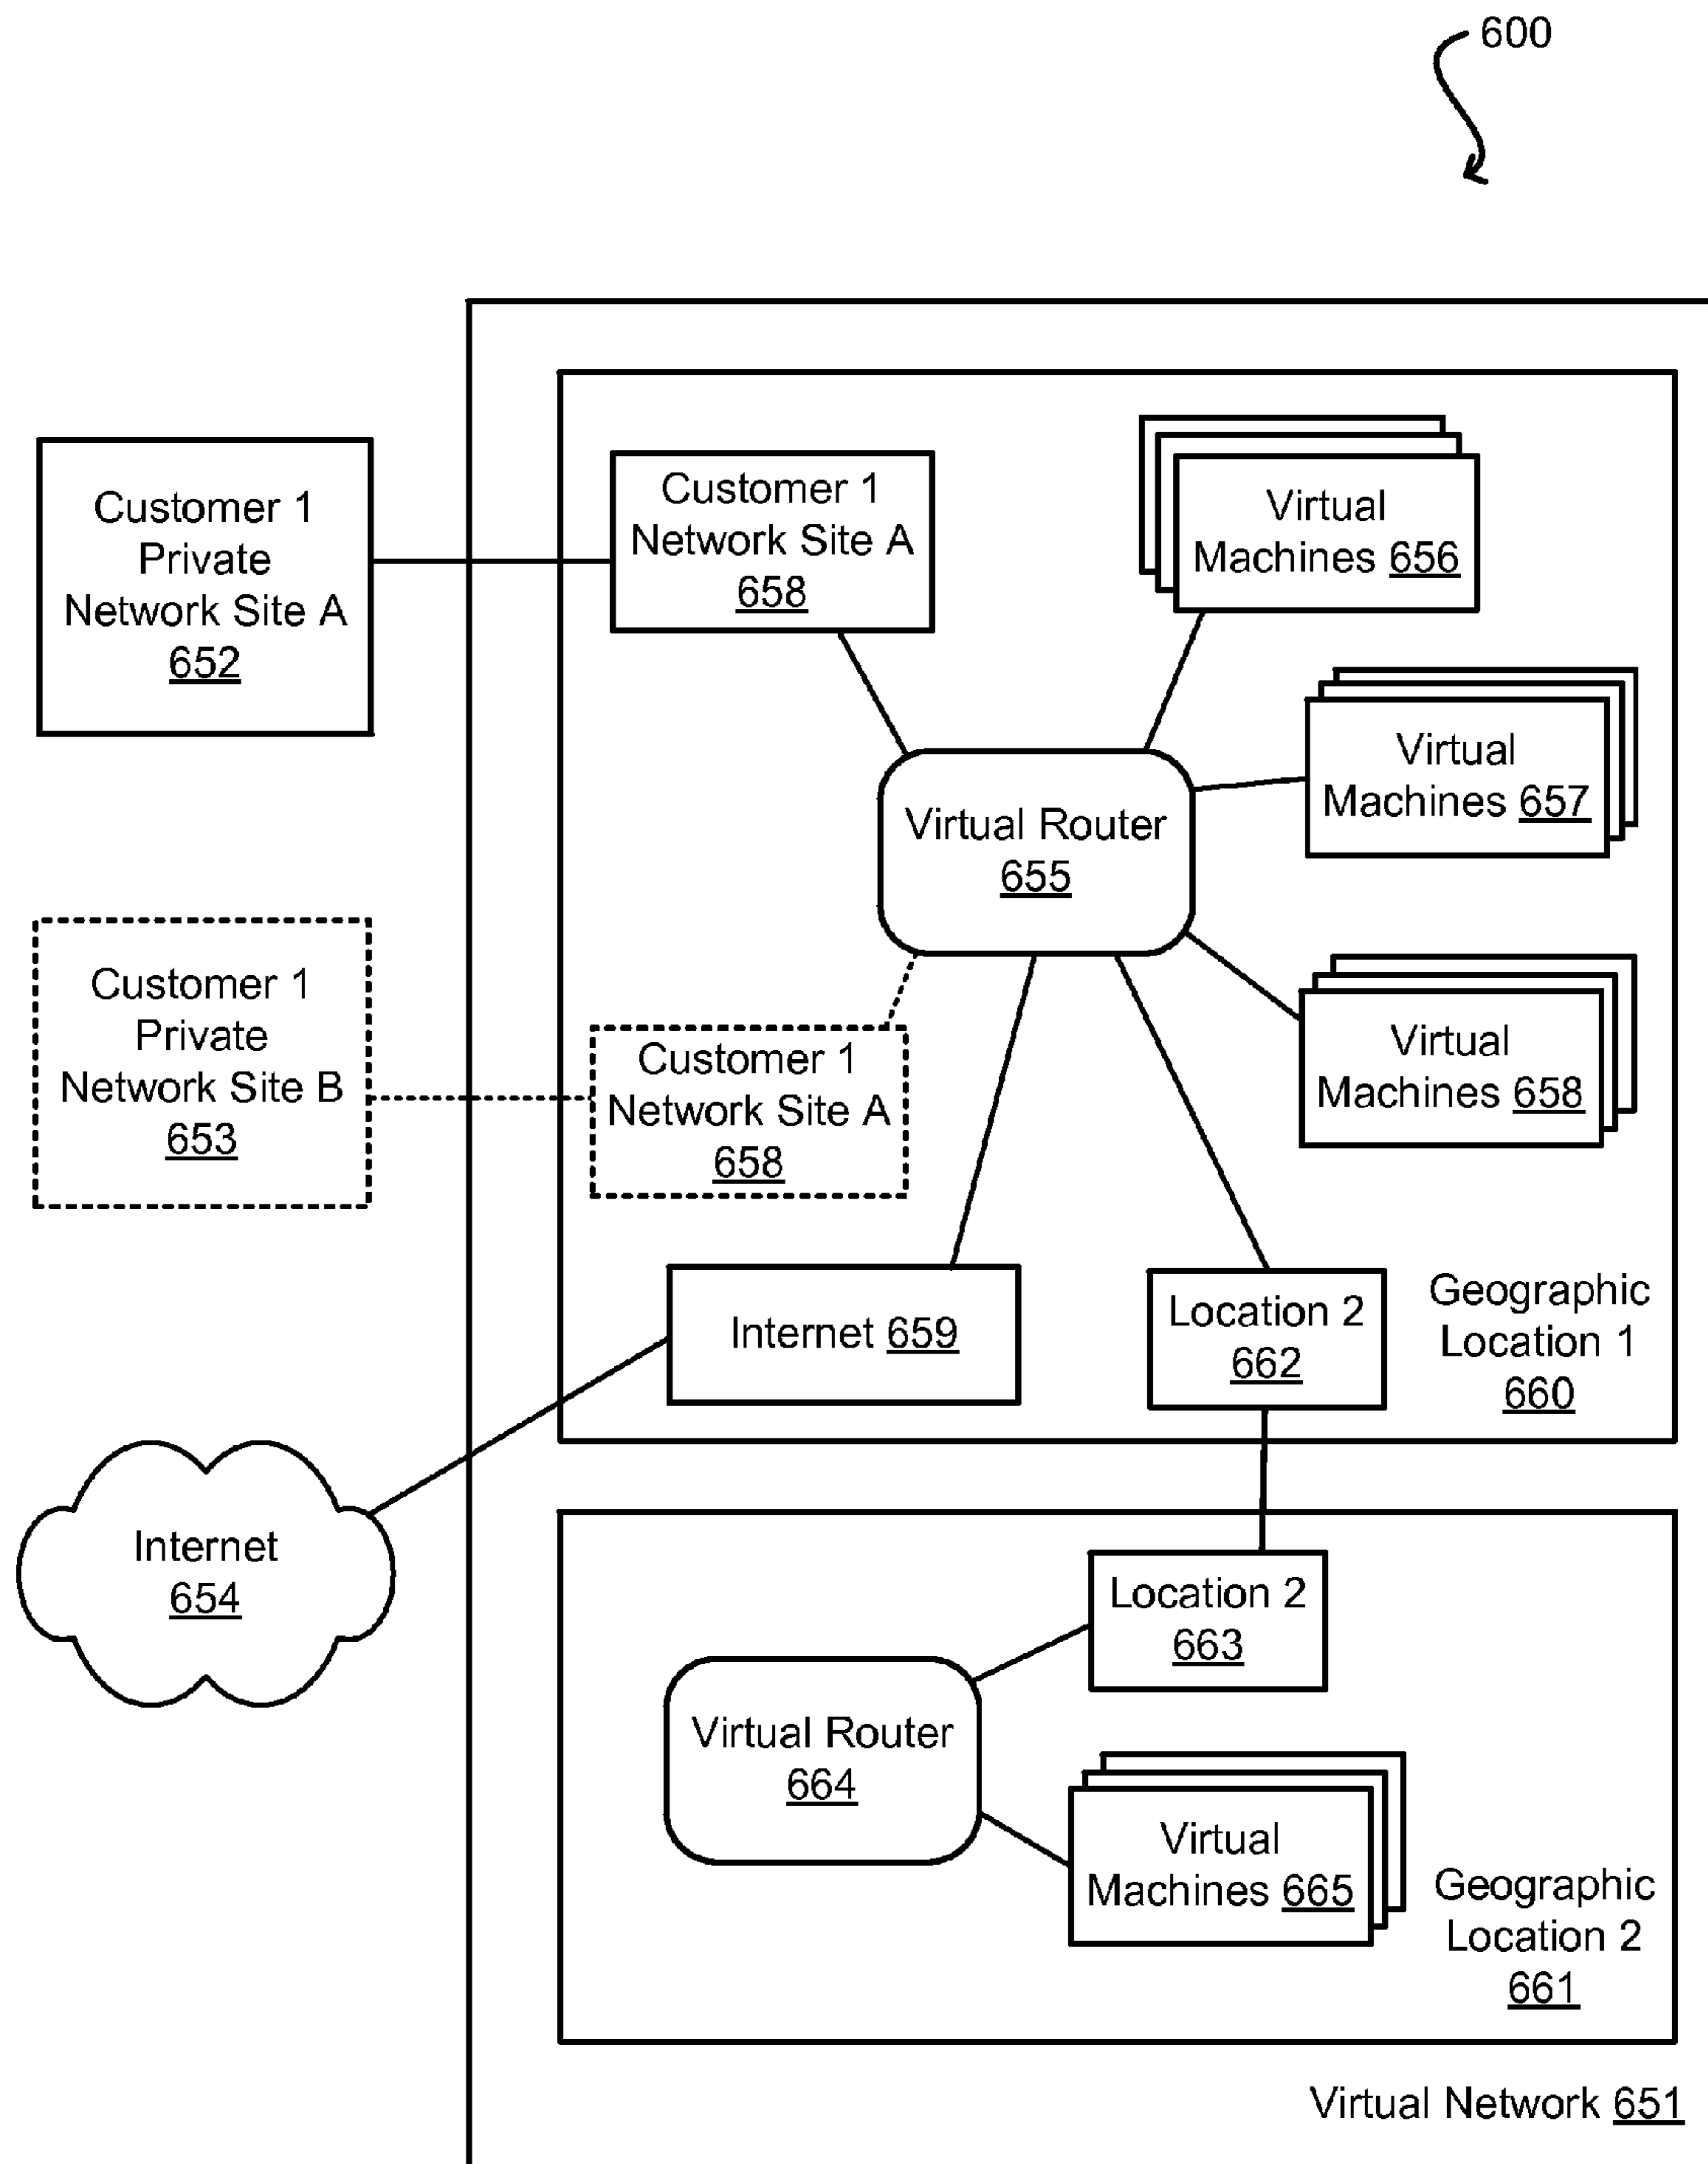 600
Customer 1
Private
Network Site A
652
Customer 1
Network Site A
658
Virtual
Machines 656
Virtual
Machines 657
Virtual Router
655
Customer 1
Private
Network Site B
653
Customer 1
Network Site A
658
Virtual
Machines 658
Internet 659
Location 2
662
Geographic
Location 1
660
Internet
654
Location 2
663
Virtual Router
664
Virtual
Machines 665
Geographic
Location 2
661
Virtual Network 651